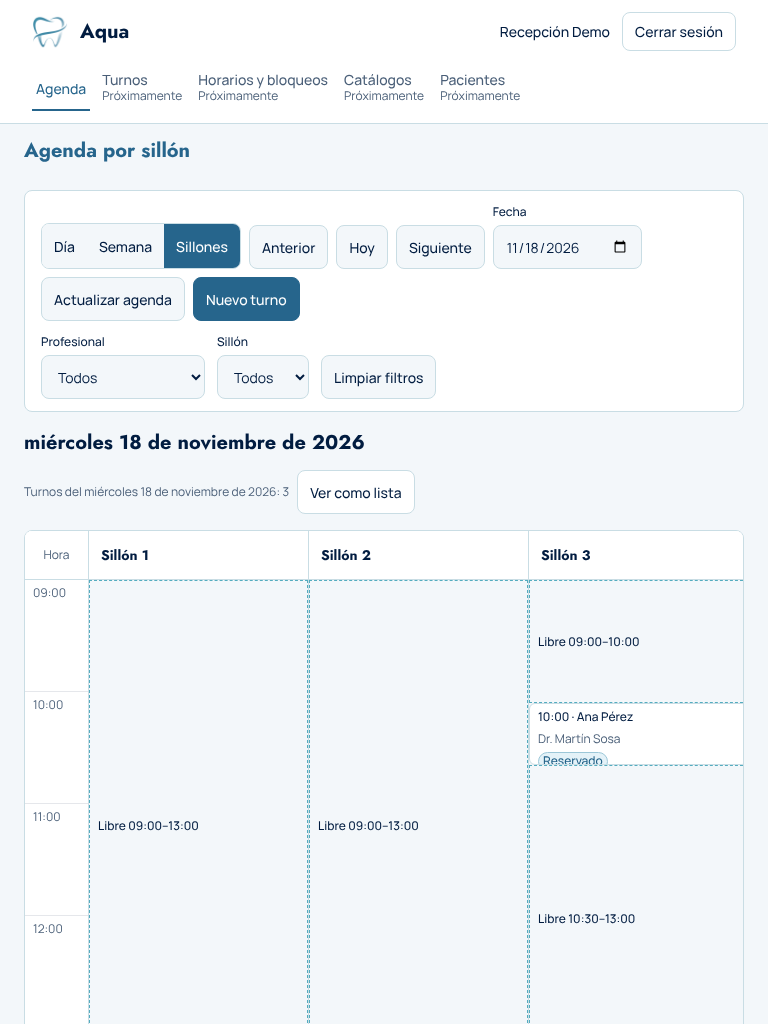 Aqua
Recepción Demo
Cerrar sesión
Agenda
Turnos
Próximamente
Horarios y bloqueos
Próximamente
Catálogos
Próximamente
Pacientes
Próximamente
Agenda por sillón
Día
Semana
Sillones
Anterior
Hoy
Siguiente
Fecha
11/18/2026
Actualizar agenda
Nuevo turno
Profesional
Todos
Sillón
Todos
Limpiar filtros
miércoles 18 de noviembre de 2026
Turnos del miércoles 18 de noviembre de 2026: 3
Ver como lista
Hora
Sillón 1
Sillón 2
Sillón 3
09:00
Libre 09:00–10:00
10:00
10:00 · Ana Pérez
Dr. Martín Sosa
Reservado
11:00
Libre 09:00–13:00
Libre 09:00–13:00
Libre 10:30–13:00
12:00